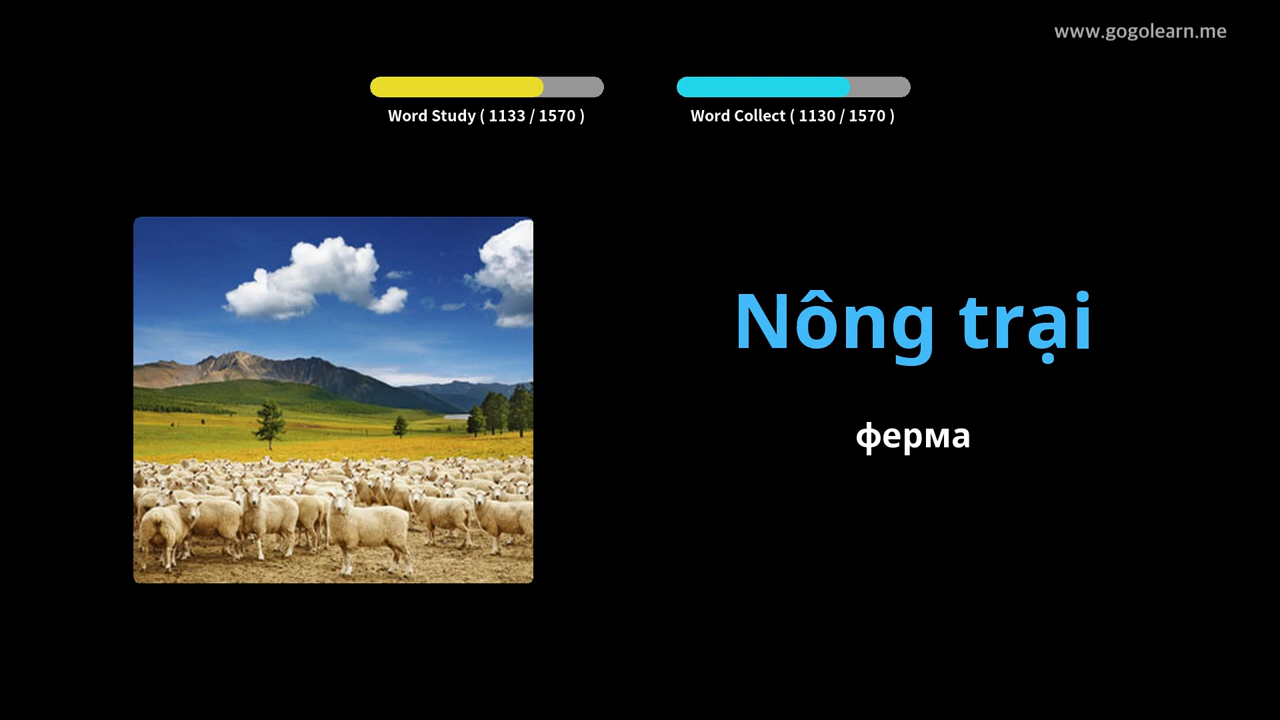 www.gogolearn.me
Word Study ( 1133 / 1570 )
Word Collect ( 1130 / 1570 )
Nông trại
ферма